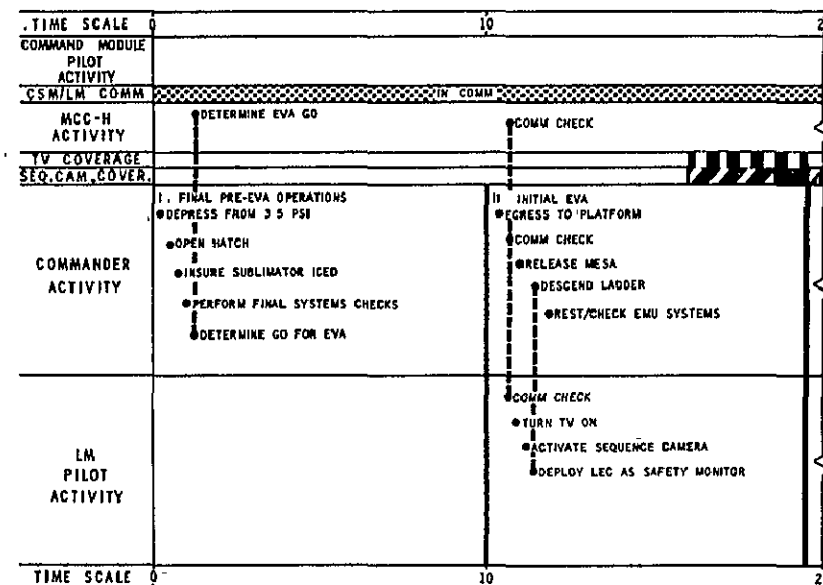 TIME SCALE 0 10 2
COMMAND MODULE
PILOT
ACTIVITY
CSM/LM COMM IN COMM
MCC-H
ACTIVITY
DETERMINE EVA GO
COMM CHECK
TV COVERAGE
SEQ.CAM.COVER.
COMMANDER
ACTIVITY
I. FINAL PRE-EVA OPERATIONS
DEPRESS FROM 3.5 PSI
OPEN HATCH
INSURE SUBLIMATOR ICED
PERFORM FINAL SYSTEMS CHECKS
DETERMINE GO FOR EVA
II INITIAL EVA
EGRESS TO PLATFORM
COMM CHECK
RELEASE MESA
DESCEND LADDER
REST/CHECK EMU SYSTEMS
LM
PILOT
ACTIVITY
COMM CHECK
TURN TV ON
ACTIVATE SEQUENCE CAMERA
DEPLOY LEC AS SAFETY MONITOR
TIME SCALE 0 10 2